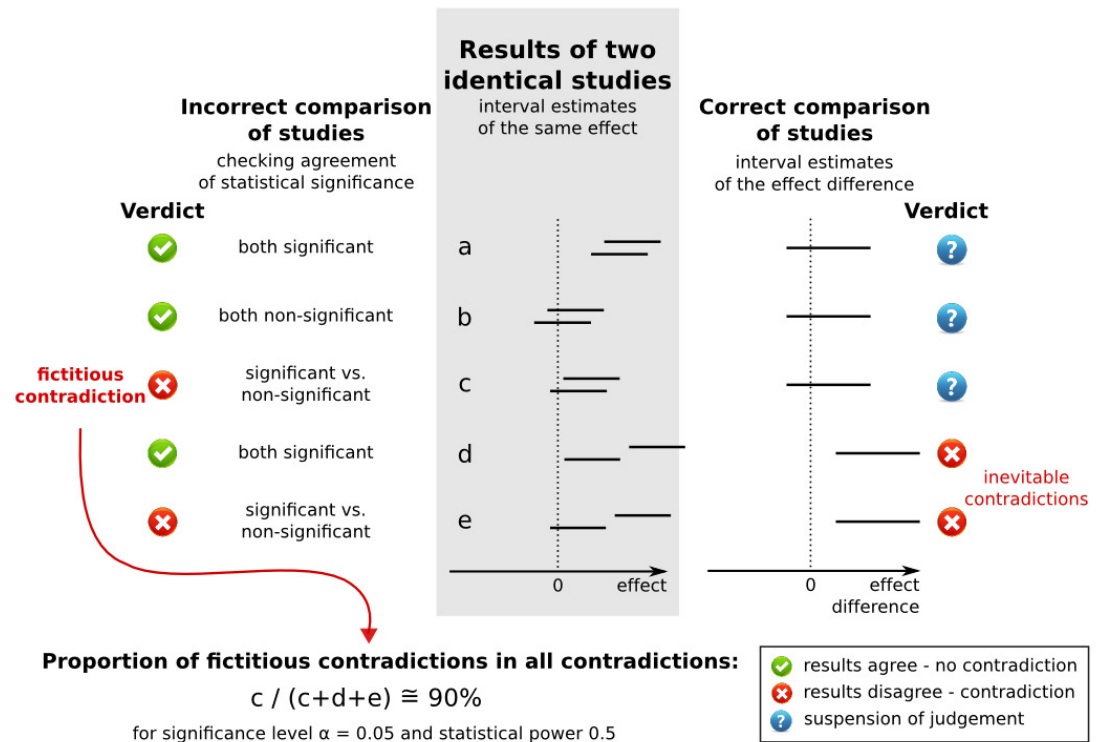 Results of two
identical studies
interval estimates
of the same effect
Incorrect comparison
of studies
checking agreement
of statistical significance
Correct comparison
of studies
interval estimates
of the effect difference
Verdict
Verdict
both significant
a
?
both non-significant
b
?
fictitious
contradiction
significant vs.
non-significant
c
?
both significant
d
significant vs.
non-significant
e
inevitable
contradictions
0
effect
0
effect
difference
Proportion of fictitious contradictions in all contradictions:
c / (c+d+e) ≅ 90%
for significance level α = 0.05 and statistical power 0.5
results agree - no contradiction
results disagree - contradiction
? suspension of judgement